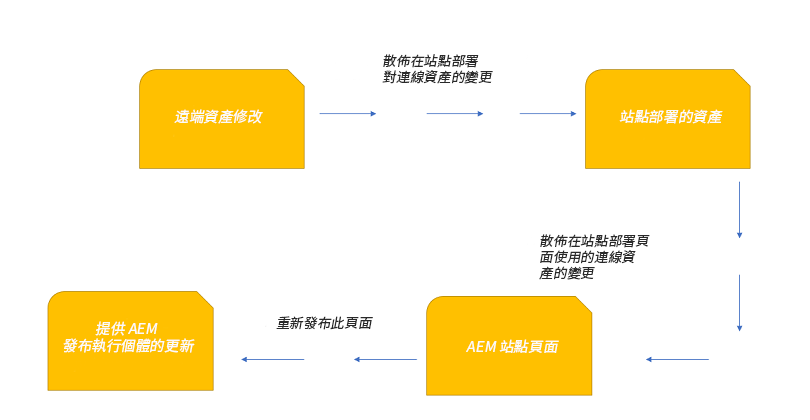 散佈在站點部署
對連線資產的變更
遠端資產修改
站點部署的資產
散佈在站點部署頁
面使用的連線資
產的變更
AEM 站點頁面
重新發布此頁面
提供 AEM
發布執行個體的更新